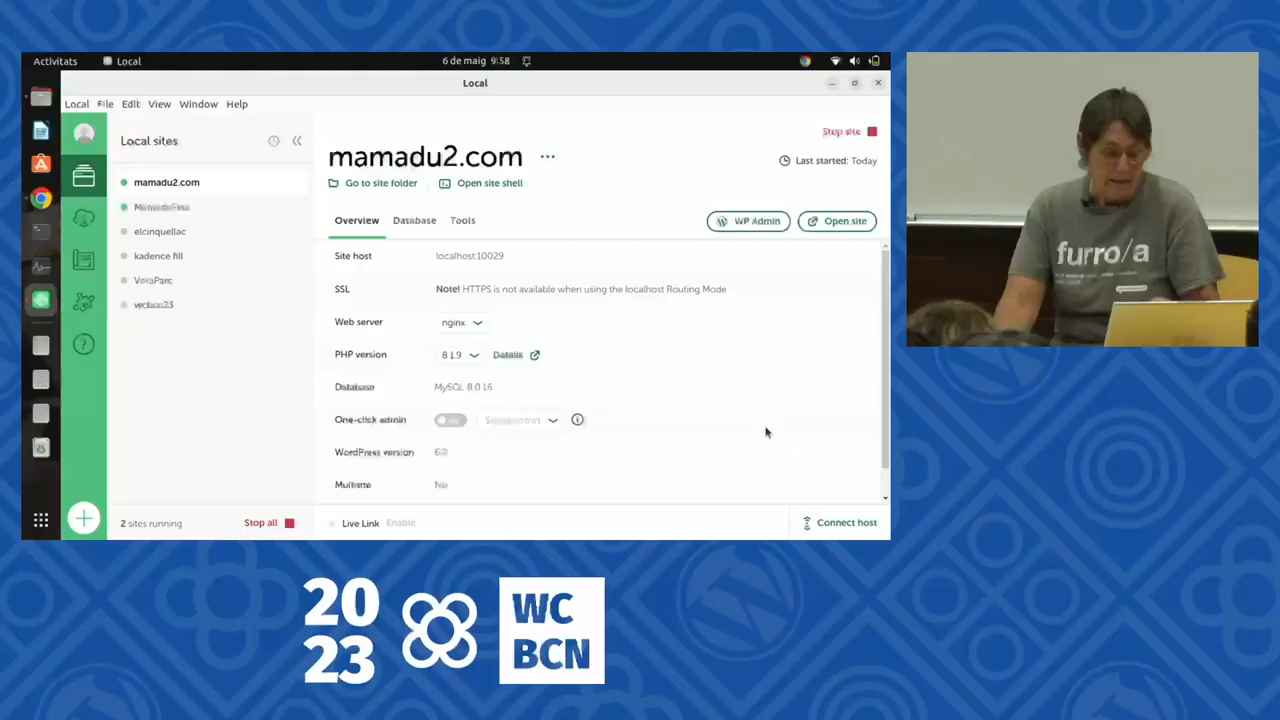 Activitats
Local
6 de maig 9:58
Local
Local File Edit View Window Help
Local sites
mamadu2.com
elcinquellac
kadence fill
VoraParc
2 sites running
Stop all
mamadu2.com
Stop site
Last started: Today
Go to site folder
Open site shell
Overview
Database
Tools
WP Admin
Open site
Site host
localhost:10029
SSL
Note! HTTPS is not available when using the localhost Routing Mode
Web server
nginx
PHP version
8.1.9
Details
Database
MySQL 8.0.16
One-click admin
WordPress version
Multisite
No
Live Link
Enable
Connect host
furro/a
2023
WC
BCN